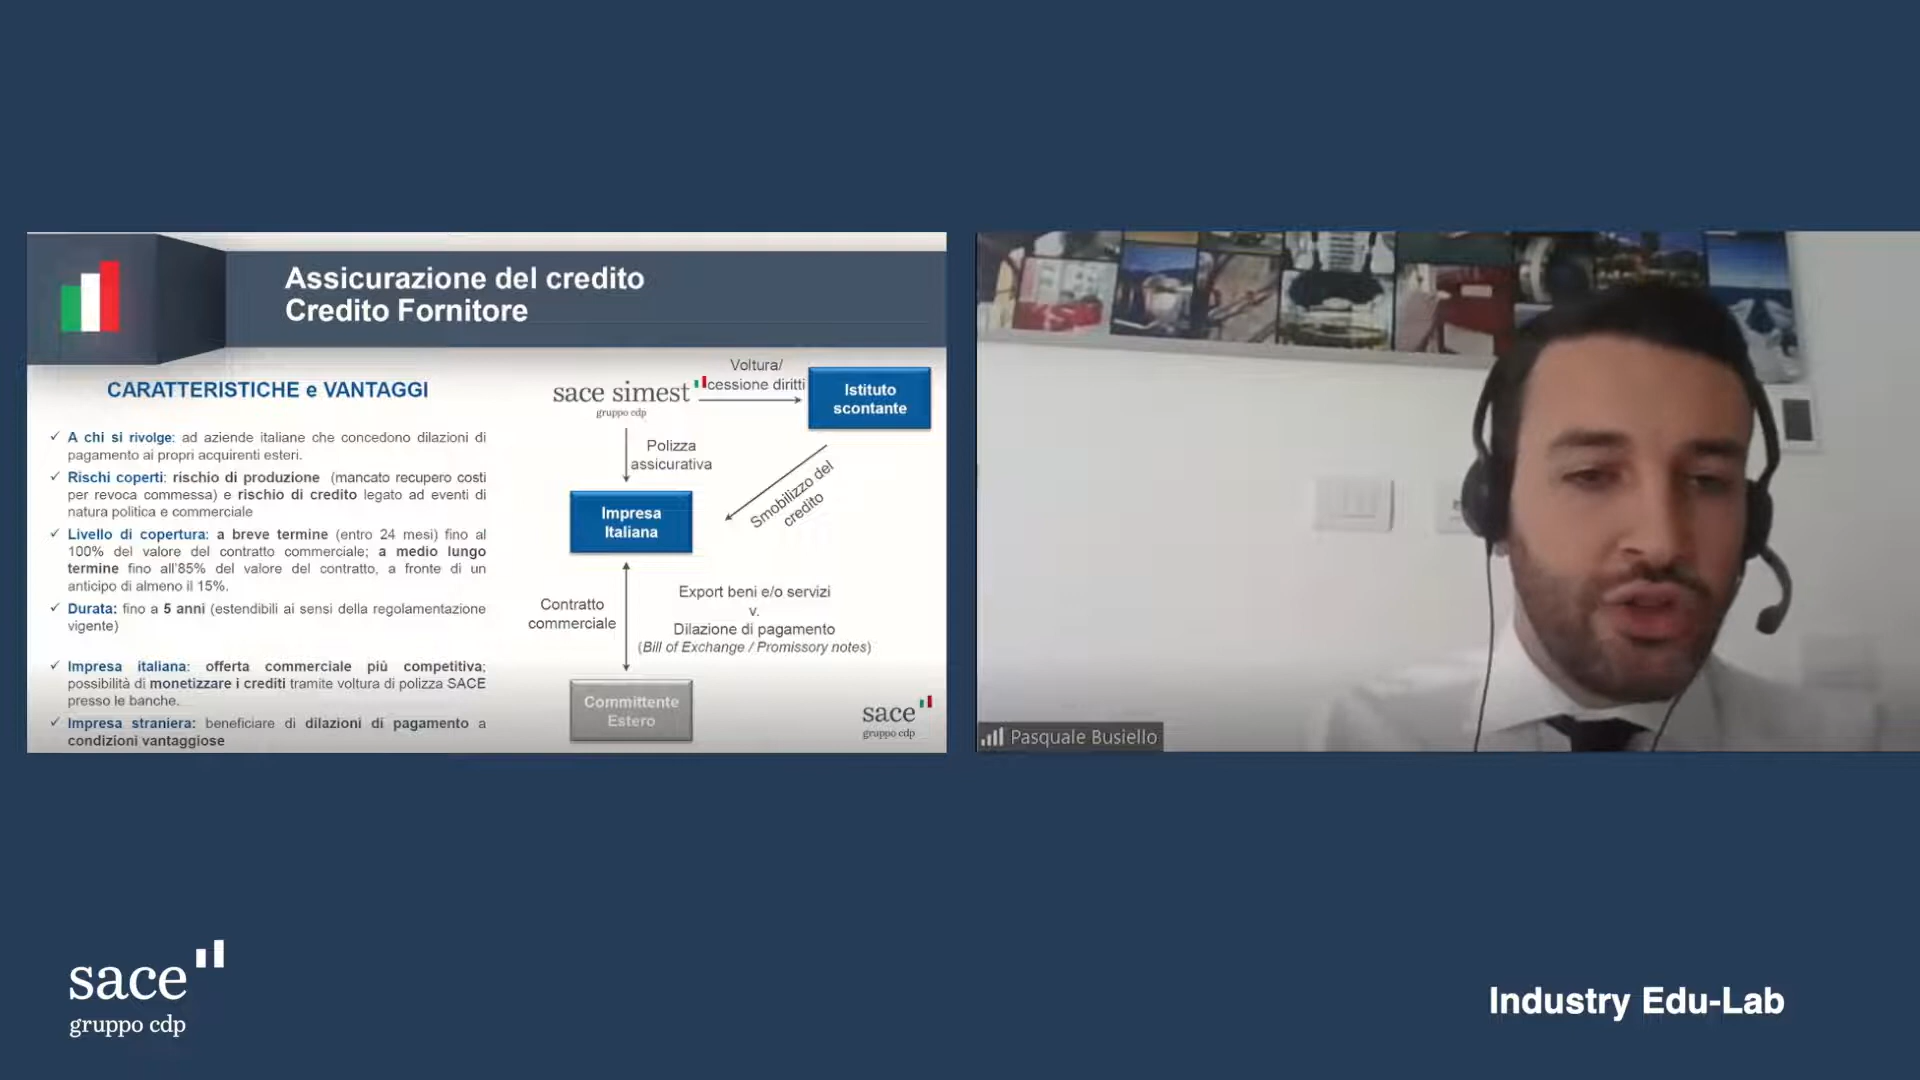 Assicurazione del credito
Credito Fornitore
CARATTERISTICHE e VANTAGGI
✓ A chi si rivolge: ad aziende italiane che concedono dilazioni di
pagamento ai propri acquirenti esteri.
✓ Rischi coperti: rischio di produzione (mancato recupero costi
per revoca commessa) e rischio di credito legato ad eventi di
natura politica e commerciale
✓ Livello di copertura: a breve termine (entro 24 mesi) fino al
100% del valore del contratto commerciale; a medio lungo
termine fino all'85% del valore del contratto, a fronte di un
anticipo di almeno il 15%.
✓ Durata: fino a 5 anni (estendibili ai sensi della regolamentazione
vigente)
✓ Impresa italiana: offerta commerciale più competitiva;
possibilità di monetizzare i crediti tramite voltura di polizza SACE
presso le banche.
✓ Impresa straniera: beneficiare di dilazioni di pagamento a
condizioni vantaggiose
sace simest
gruppo cdp
Voltura/
cessione diritti
Istituto
scontante
Polizza
assicurativa
Smobilizzo del
credito
Impresa
Italiana
Contratto
commerciale
Export beni e/o servizi
v.
Dilazione di pagamento
(Bill of Exchange / Promissory notes)
Committente
Estero
sace
gruppo cdp
Pasquale Busiello
sace
gruppo cdp
Industry Edu-Lab